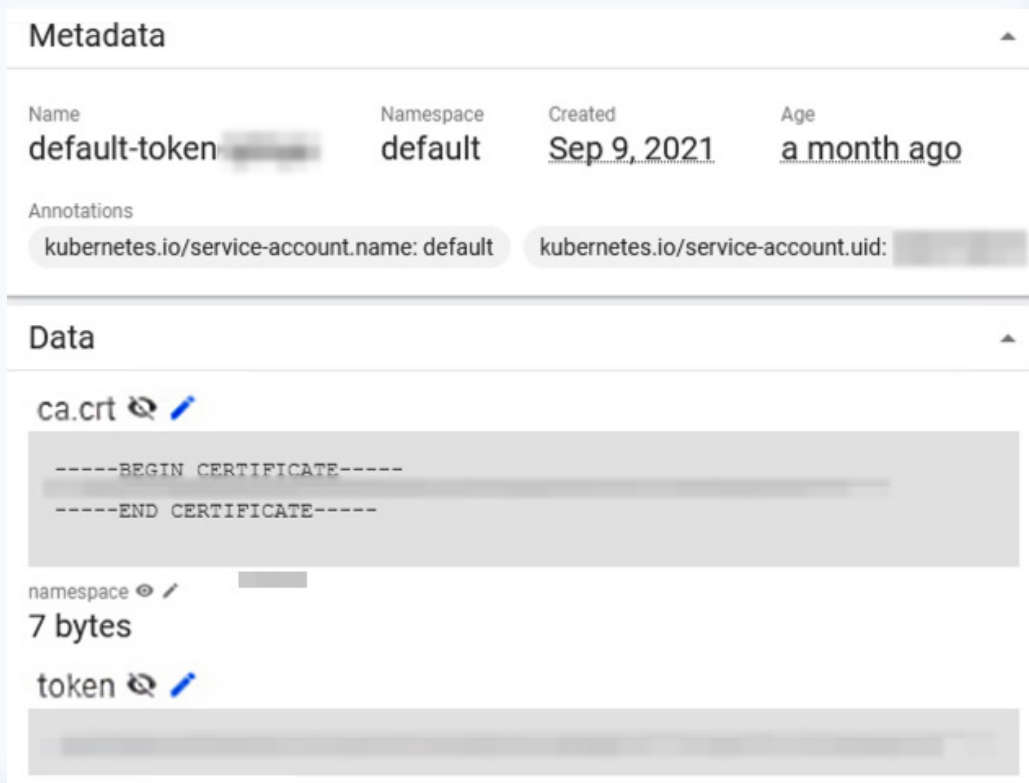 Metadata
Name Namespace Created Age
default-token default Sep 9, 2021 a month ago
Annotations
kubernetes.io/service-account.name: default kubernetes.io/service-account.uid:
Data
ca.crt
-----BEGIN CERTIFICATE-----
-----END CERTIFICATE-----
namespace
7 bytes
token